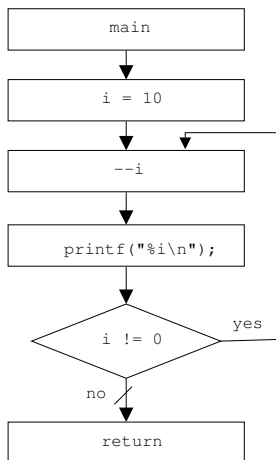 main
i = 10
--i
printf("%i\n");
i != 0
yes
no
return